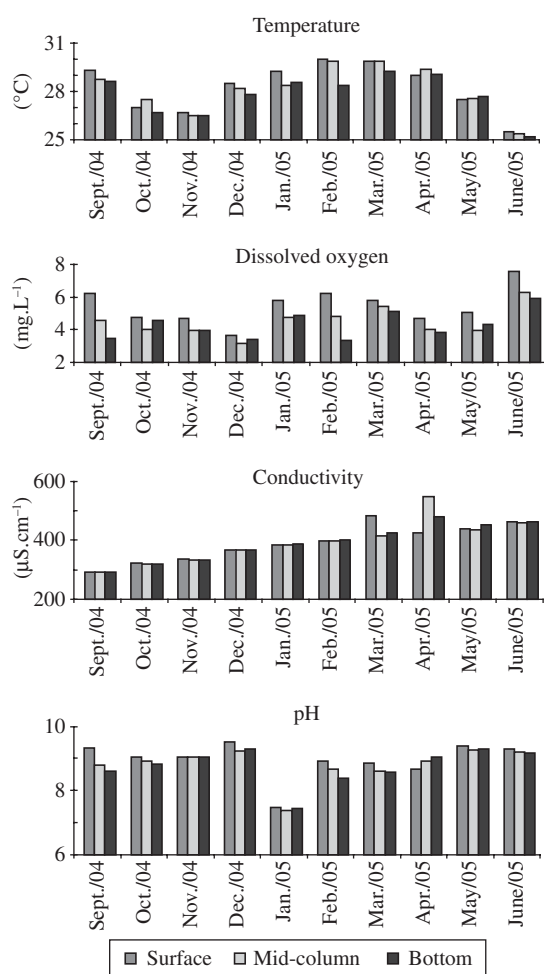 Temperature
(°C)
31
28
25
Sept./04 Oct./04 Nov./04 Dec./04 Jan./05 Feb./05 Mar./05 Apr./05 May/05 June/05
Dissolved oxygen
(mg.L⁻¹)
8
6
4
2
Sept./04 Oct./04 Nov./04 Dec./04 Jan./05 Feb./05 Mar./05 Apr./05 May/05 June/05
Conductivity
(µS.cm⁻¹)
600
400
200
Sept./04 Oct./04 Nov./04 Dec./04 Jan./05 Feb./05 Mar./05 Apr./05 May/05 June/05
pH
10
8
6
Sept./04 Oct./04 Nov./04 Dec./04 Jan./05 Feb./05 Mar./05 Apr./05 May/05 June/05
Surface Mid-column Bottom